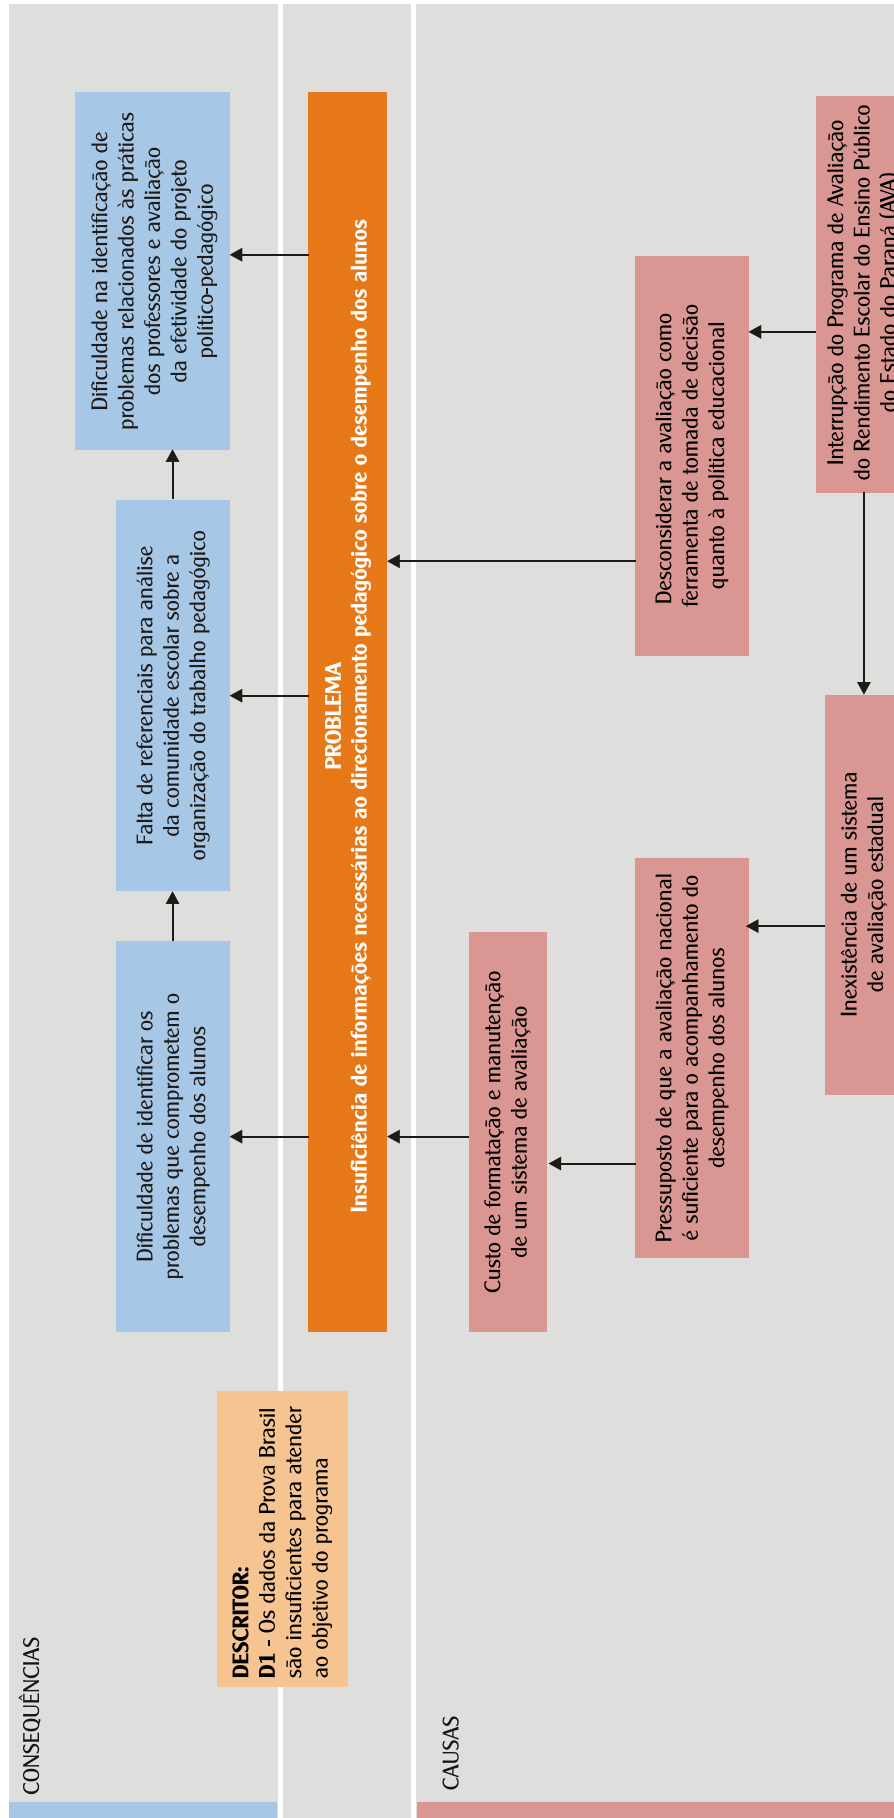 CONSEQUÊNCIAS
Dificuldade de identificar os
problemas que comprometem o
desempenho dos alunos
Falta de referenciais para análise
da comunidade escolar sobre a
organização do trabalho pedagógico
Dificuldade na identificação de
problemas relacionados às práticas
dos professores e avaliação
da efetividade do projeto
político-pedagógico
DESCRITOR:
D1 - Os dados da Prova Brasil
são insuficientes para atender
ao objetivo do programa
PROBLEMA
Insuficiência de informações necessárias ao direcionamento pedagógico sobre o desempenho dos alunos
CAUSAS
Custo de formatação e manutenção
de um sistema de avaliação
Pressuposto de que a avaliação nacional
é suficiente para o acompanhamento do
desempenho dos alunos
Desconsiderar a avaliação como
ferramenta de tomada de decisão
quanto à política educacional
Inexistência de um sistema
de avaliação estadual
Interrupção do Programa de Avaliação
do Rendimento Escolar do Ensino Público
do Estado do Paraná (AVA)